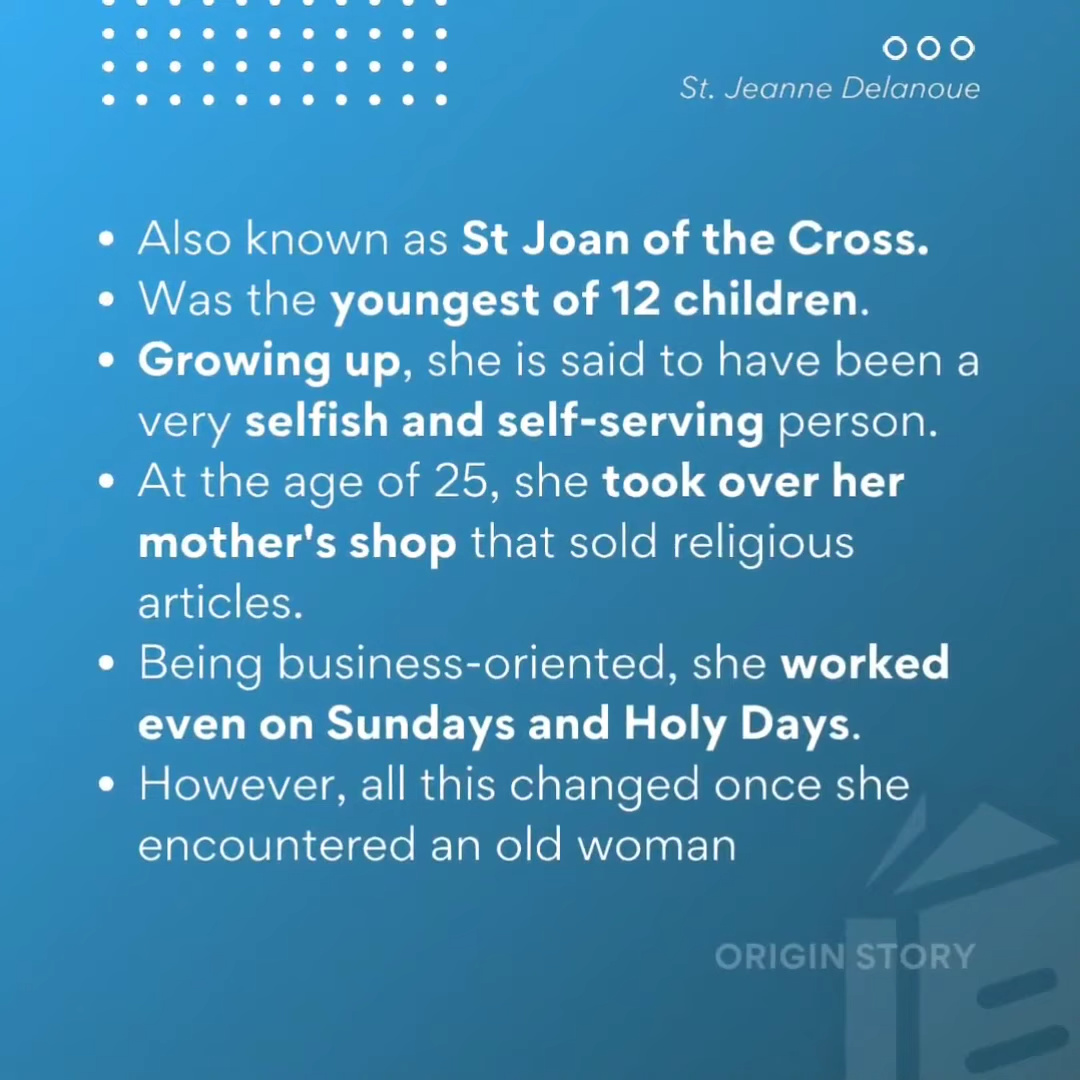 St. Jeanne Delanoue
• Also known as St Joan of the Cross.
• Was the youngest of 12 children.
• Growing up, she is said to have been a
very selfish and self-serving person.
• At the age of 25, she took over her
mother's shop that sold religious
articles.
• Being business-oriented, she worked
even on Sundays and Holy Days.
• However, all this changed once she
encountered an old woman
ORIGIN STORY